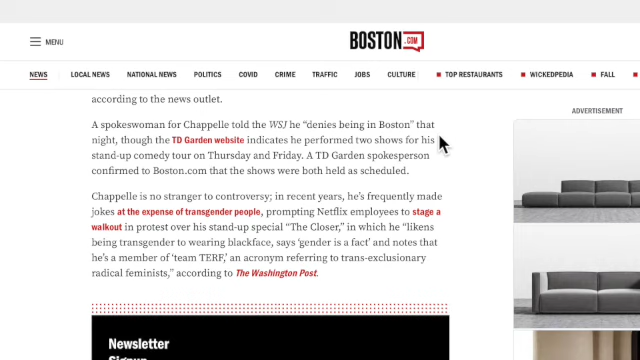 MENU
BOSTON.COM
NEWS LOCAL NEWS NATIONAL NEWS POLITICS COVID CRIME TRAFFIC JOBS CULTURE TOP RESTAURANTS WICKEDPEDIA FALL
according to the news outlet.
ADVERTISEMENT
A spokeswoman for Chappelle told the WSJ he “denies being in Boston” that
night, though the TD Garden website indicates he performed two shows for his
stand-up comedy tour on Thursday and Friday. A TD Garden spokesperson
confirmed to Boston.com that the shows were both held as scheduled.
Chappelle is no stranger to controversy; in recent years, he’s frequently made
jokes at the expense of transgender people, prompting Netflix employees to stage a
walkout in protest over his stand-up special “The Closer,” in which he “likens
being transgender to wearing blackface, says ‘gender is a fact’ and notes that
he’s a member of ‘team TERF,’ an acronym referring to trans-exclusionary
radical feminists,” according to The Washington Post.
Newsletter
Signup